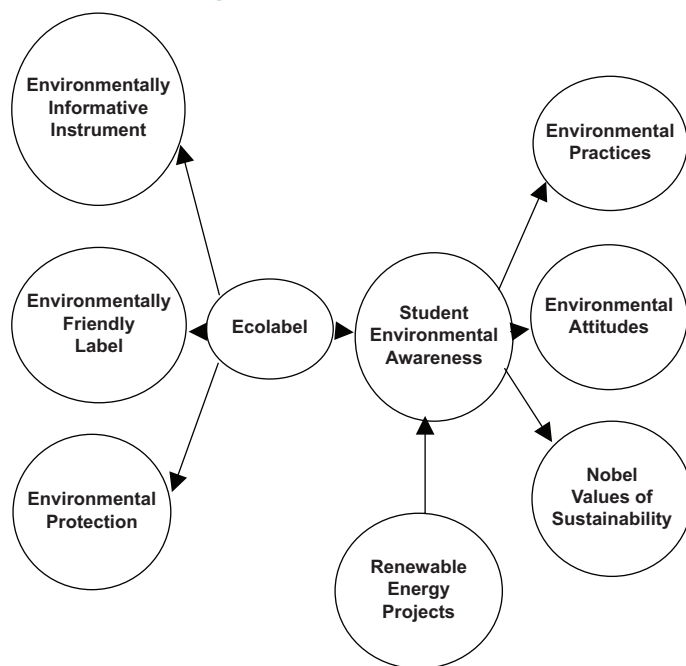 Environmentally
Informative
Instrument
Environmental
Practices
Environmentally
Friendly
Label
Ecolabel
Student
Environmental
Awareness
Environmental
Attitudes
Environmental
Protection
Nobel
Values of
Sustainability
Renewable
Energy
Projects